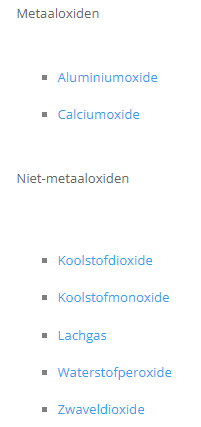 Metaaloxiden
Aluminiumoxide
Calciumoxide
Niet-metaaloxiden
Koolstofdioxide
Koolstofmonoxide
Lachgas
Waterstofperoxide
Zwaveldioxide